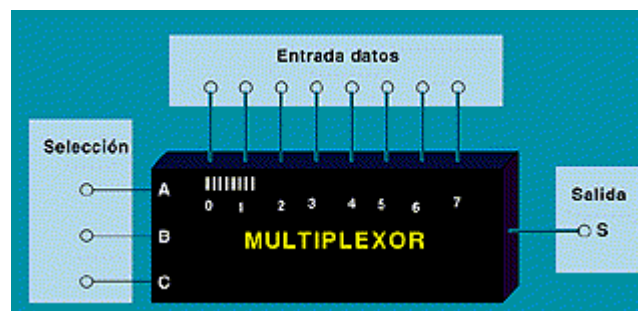 Entrada datos
Selección
A
0 1 2 3 4 5 6 7
Salida
B
MULTIPLEXOR
S
C